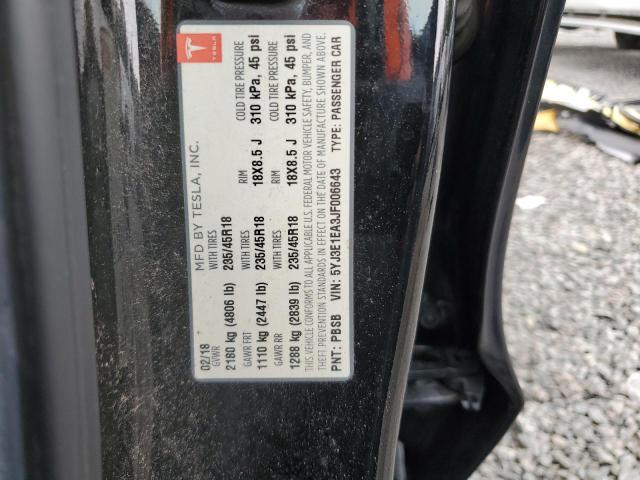 TESLA
02/18 MFD BY TESLA, INC.
GVWR WITH TIRES RIM COLD TIRE PRESSURE
2180 kg (4806 lb) 235/45R18 18X8.5 J 310 kPa, 45 psi
GAWR FRT WITH TIRES RIM COLD TIRE PRESSURE
1110 kg (2447 lb) 235/45R18 18X8.5 J 310 kPa, 45 psi
GAWR RR WITH TIRES
1288 kg (2839 lb) 235/45R18
THIS VEHICLE CONFORMS TO ALL APPLICABLE U.S. FEDERAL MOTOR VEHICLE SAFETY, BUMPER, AND
THEFT PREVENTION STANDARDS IN EFFECT ON THE DATE OF MANUFACTURE SHOWN ABOVE.
PNT: PBSB VIN: 5YJ3E1EA3JF006643 TYPE: PASSENGER CAR